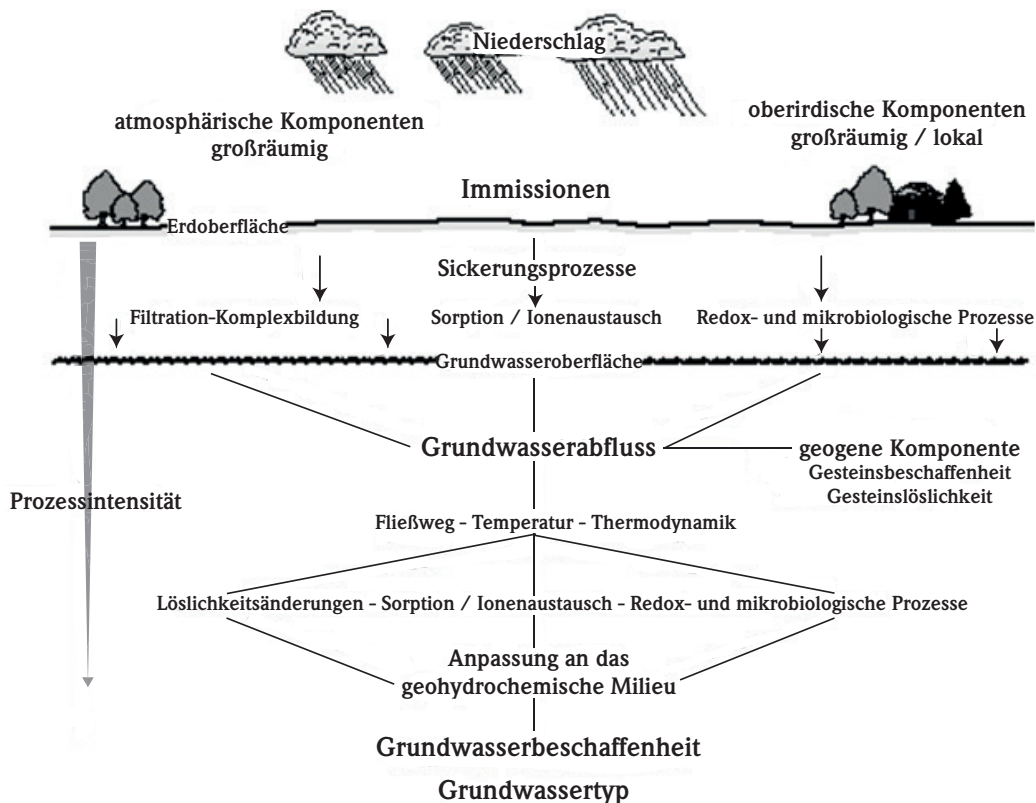 Niederschlag
atmosphärische Komponenten
großräumig
oberirdische Komponenten
großräumig / lokal
Immissionen
Erdoberfläche
Sickerungsprozesse
Filtration-Komplexbildung
Sorption / Ionenaustausch
Redox- und mikrobiologische Prozesse
Grundwasseroberfläche
Grundwasserabfluss
geogene Komponente
Gesteinsbeschaffenheit
Gesteinslöslichkeit
Prozessintensität
Fließweg - Temperatur - Thermodynamik
Löslichkeitsänderungen - Sorption / Ionenaustausch - Redox- und mikrobiologische Prozesse
Anpassung an das
geohydrochemische Milieu
Grundwasserbeschaffenheit
Grundwassertyp